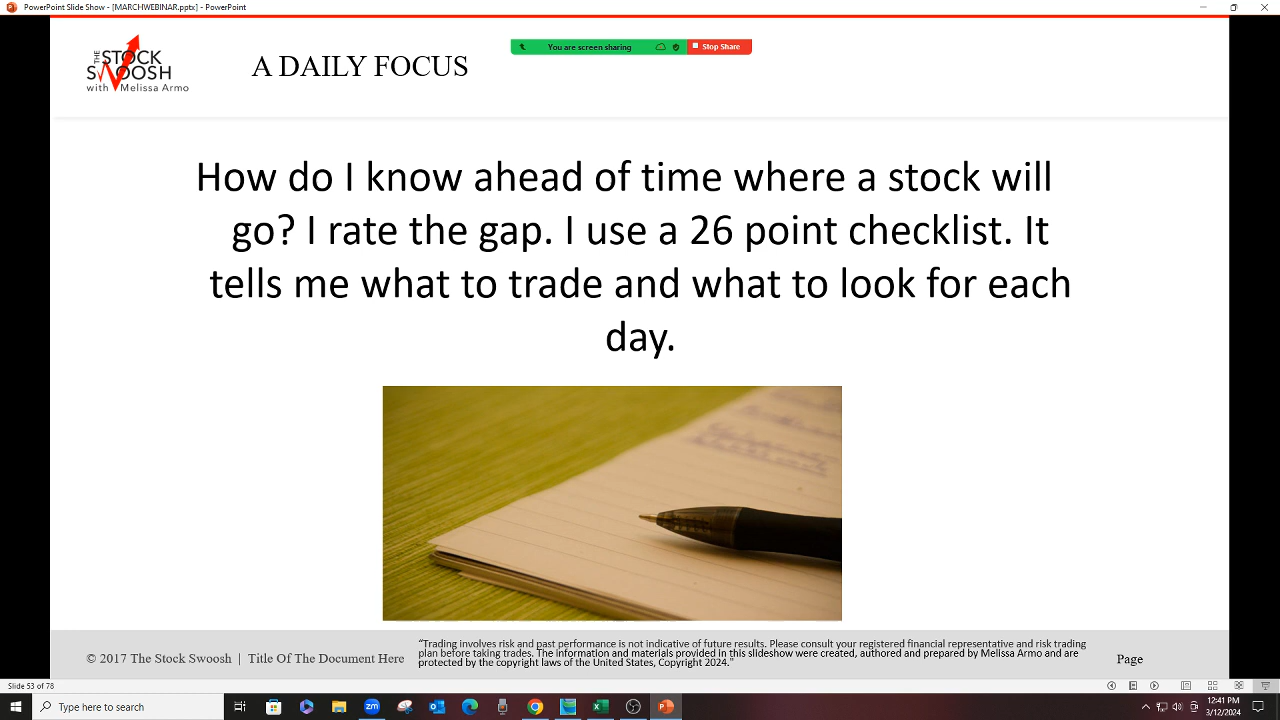 PowerPoint Slide Show - [MARCHWEBINAR.pptx] - PowerPoint
You are screen sharing
Stop Share
THE
STOCK
SWOOSH
with Melissa Armo
A DAILY FOCUS
How do I know ahead of time where a stock will
go? I rate the gap. I use a 26 point checklist. It
tells me what to trade and what to look for each
day.
© 2017 The Stock Swoosh | Title Of The Document Here
“Trading involves risk and past performance is not indicative of future results. Please consult your registered financial representative and risk trading
plan before taking trades. The information and materials provided in this slideshow were created, authored and prepared by Melissa Armo and are
protected by the copyright laws of the United States, Copyright 2024."
Page
Slide 53 of 78
Type here to search
12:41 PM
3/12/2024